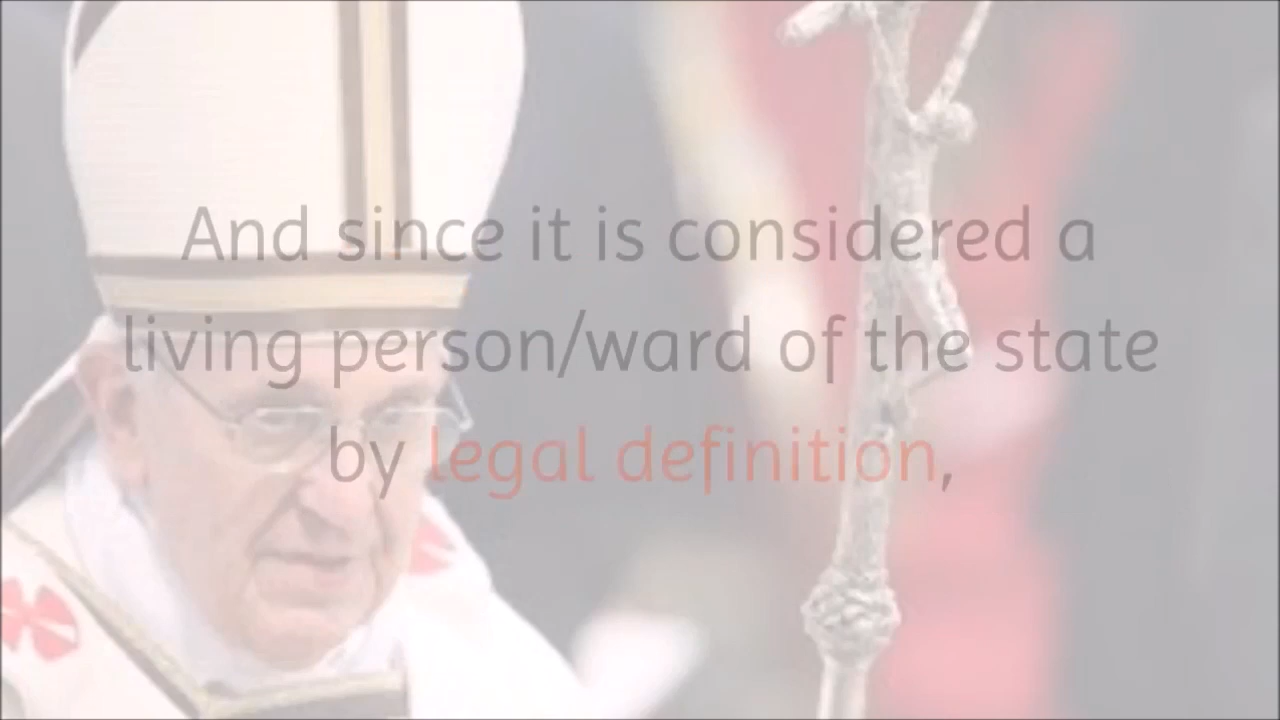 And since it is considered a
living person/ward of the state
by legal definition,